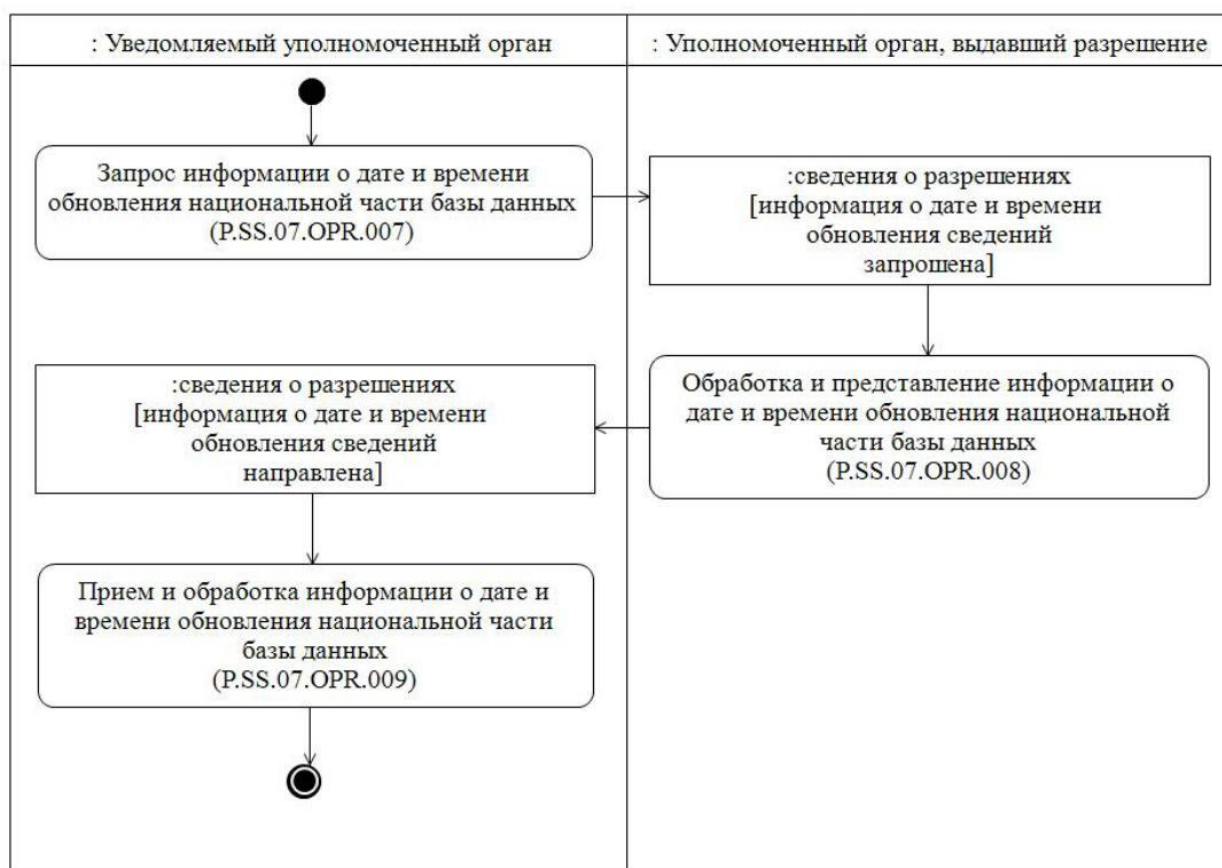 : Уведомляемый уполномоченный орган
: Уполномоченный орган, выдавший разрешение
Запрос информации о дате и времени
обновления национальной части базы данных
(P.SS.07.OPR.007)
:сведения о разрешениях
[информация о дате и времени
обновления сведений
запрошена]
Обработка и представление информации о
дате и времени обновления национальной
части базы данных
(P.SS.07.OPR.008)
:сведения о разрешениях
[информация о дате и времени
обновления сведений
направлена]
Прием и обработка информации о дате и
времени обновления национальной части
базы данных
(P.SS.07.OPR.009)